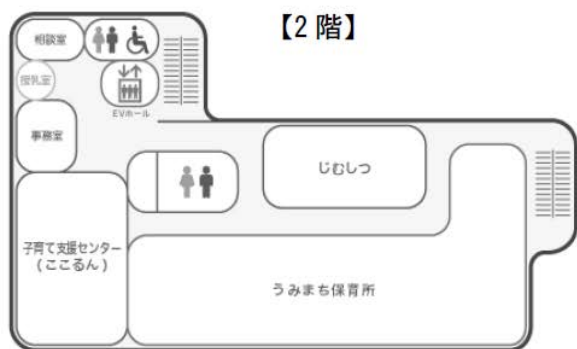 【2階】
相談室
授乳室
EVホール
事務室
じむしつ
子育て支援センター
(ここるん)
うみまち保育所